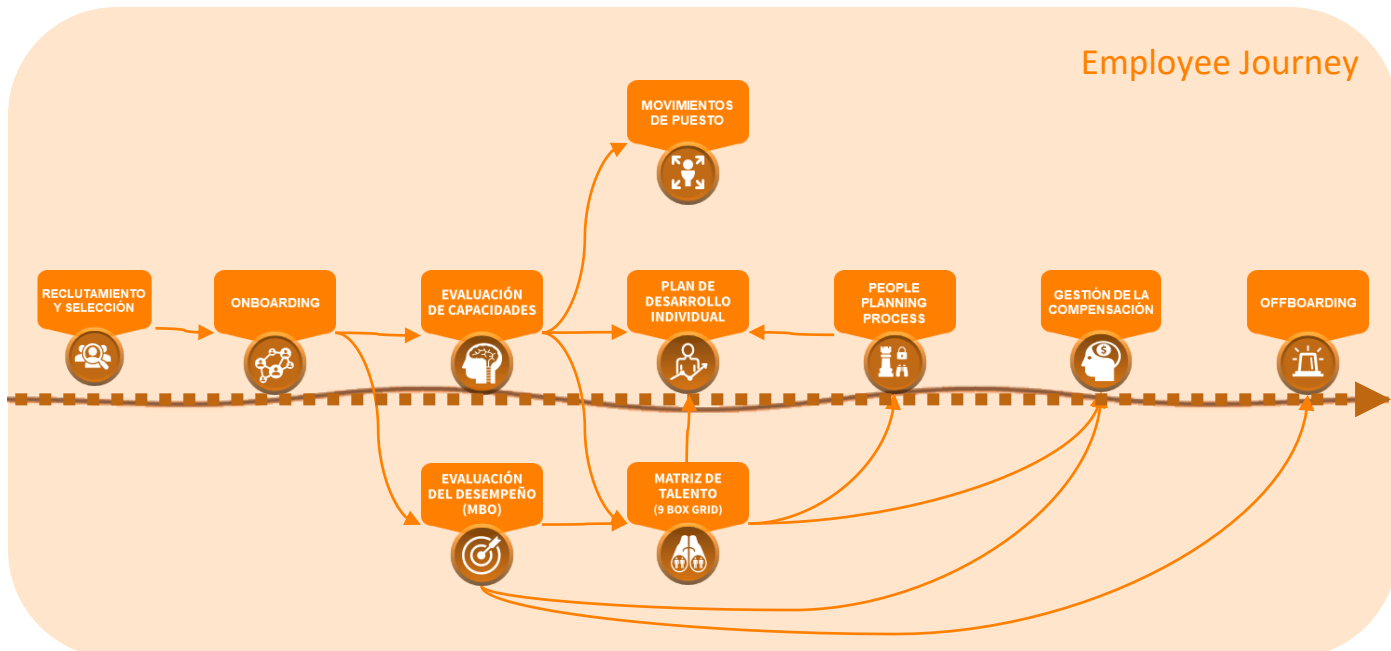 Employee Journey
MOVIMIENTOS
DE PUESTO
RECLUTAMIENTO
Y SELECCIÓN
ONBOARDING
EVALUACIÓN
DE CAPACIDADES
PLAN DE
DESARROLLO
INDIVIDUAL
PEOPLE
PLANNING
PROCESS
GESTIÓN DE LA
COMPENSACIÓN
OFFBOARDING
EVALUACIÓN
DEL DESEMPEÑO
(MBO)
MATRIZ DE
TALENTO
(9 BOX GRID)